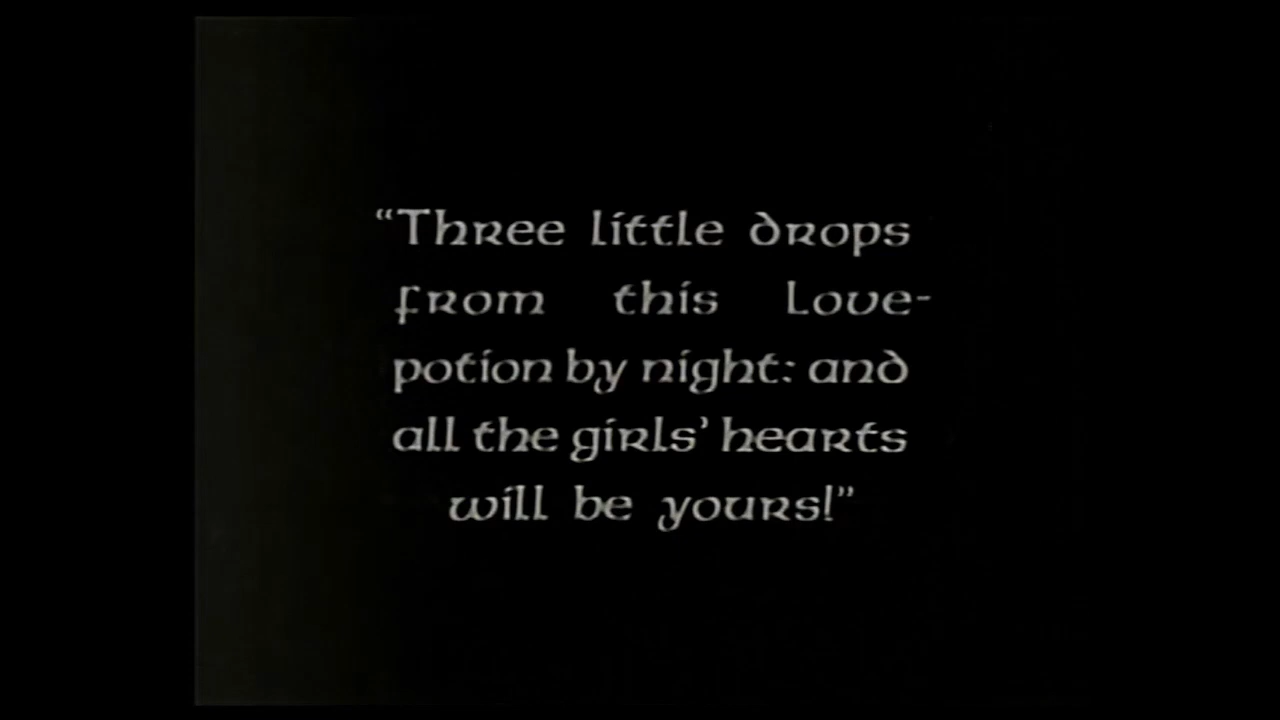 “Three little drops
from this Love-
potion by night: and
all the girls’ hearts
will be yours!”